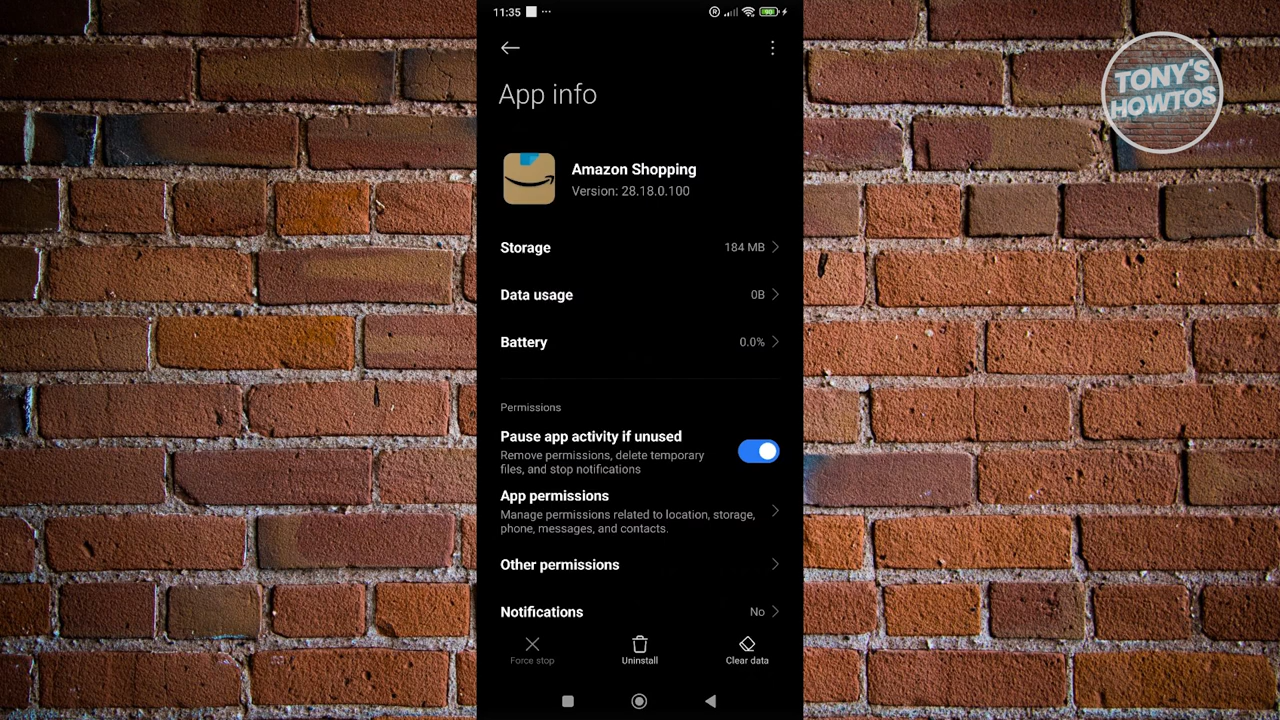 11:35
TONY'S
HOWTOS
App info
Amazon Shopping
Version: 28.18.0.100
Storage 184 MB
Data usage 0B
Battery 0.0%
Permissions
Pause app activity if unused
Remove permissions, delete temporary
files, and stop notifications
App permissions
Manage permissions related to location, storage,
phone, messages, and contacts.
Other permissions
Notifications No
Force stop Uninstall Clear data